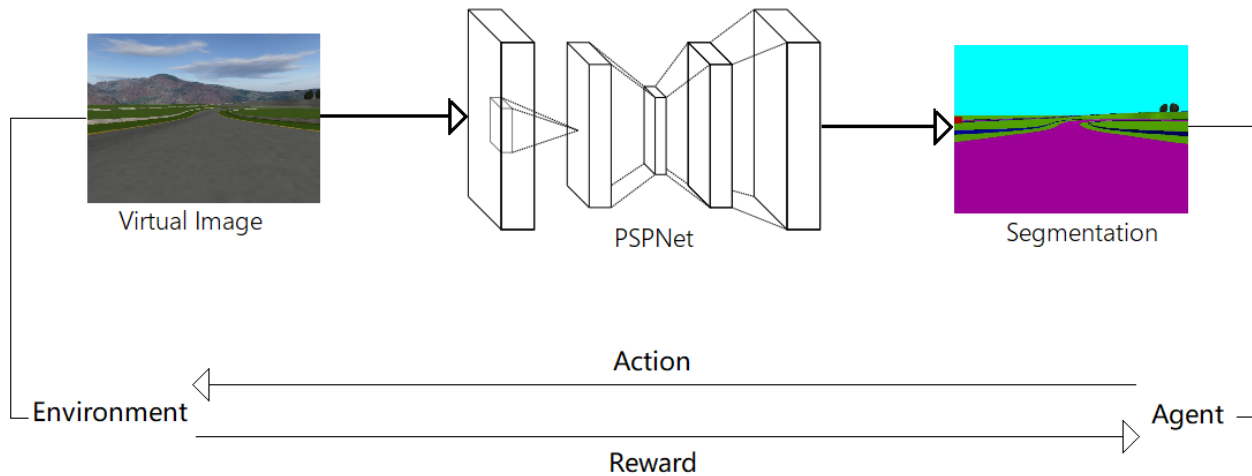 Virtual Image
PSPNet
Segmentation
Action
Environment
Agent
Reward